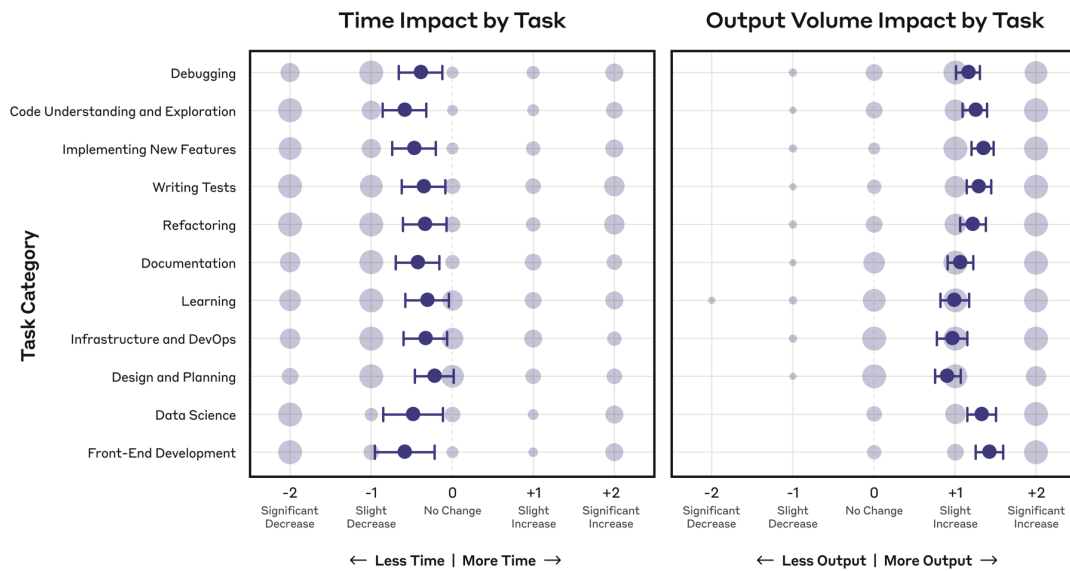 Time Impact by Task
Output Volume Impact by Task
Task Category
Debugging
Code Understanding and Exploration
Implementing New Features
Writing Tests
Refactoring
Documentation
Learning
Infrastructure and DevOps
Design and Planning
Data Science
Front-End Development
-2 -1 0 +1 +2
Significant Decrease
Slight Decrease
No Change
Slight Increase
Significant Increase
← Less Time | More Time →
-2 -1 0 +1 +2
Significant Decrease
Slight Decrease
No Change
Slight Increase
Significant Increase
← Less Output | More Output →